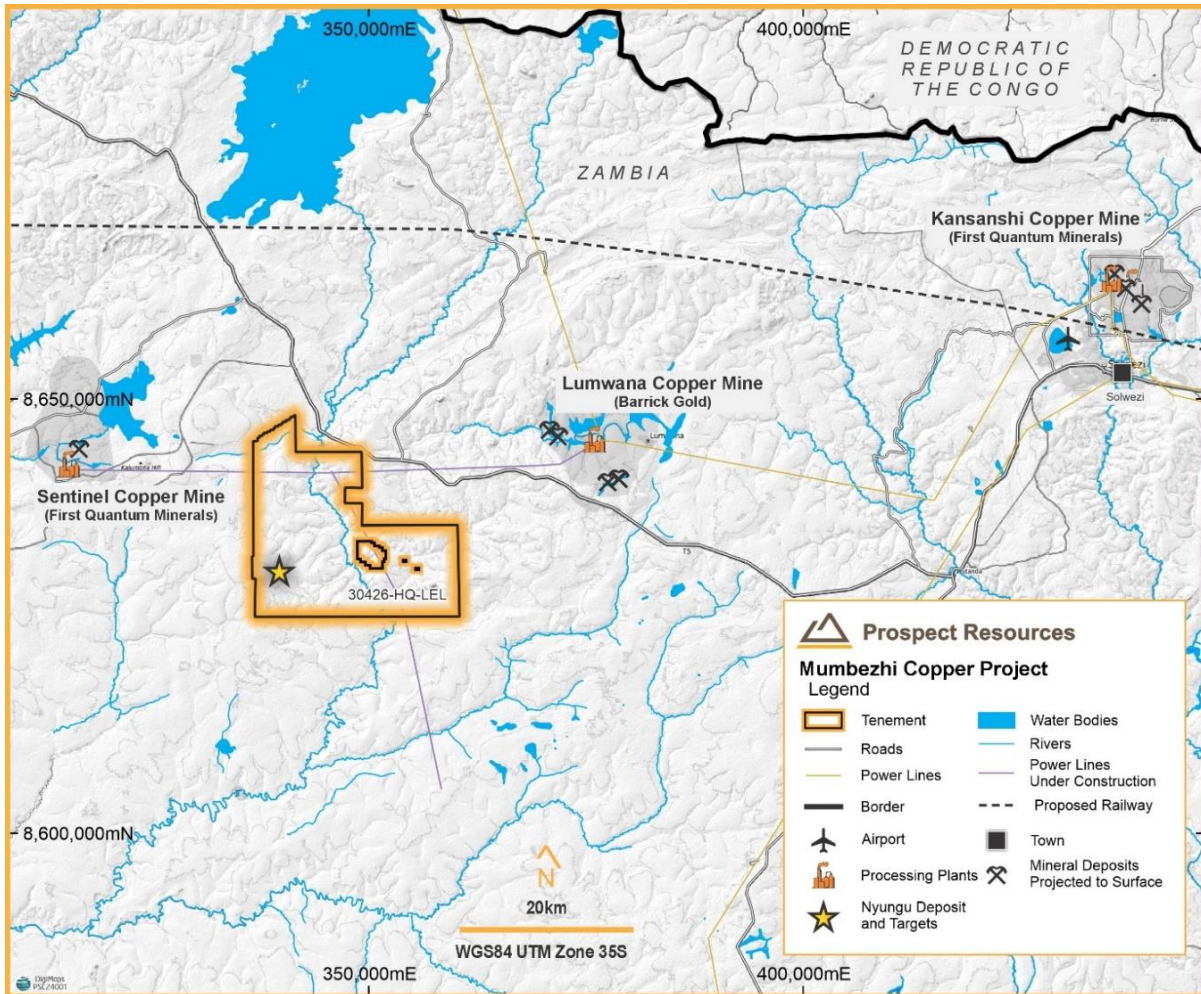 350,000mE
400,000mE
DEMOCRATIC
REPUBLIC OF
THE CONGO
ZAMBIA
Kansanshi Copper Mine
(First Quantum Minerals)
Lumwana Copper Mine
(Barrick Gold)
8,650,000mN
Solwezi
Lumwana
Kalumbila
Sentinel Copper Mine
(First Quantum Minerals)
T5
30426-HQ-LEL
8,600,000mN
N
20km
WGS84 UTM Zone 35S
350,000mE
400,000mE
Prospect Resources
Mumbezhi Copper Project
Legend
Tenement
Water Bodies
Roads
Rivers
Power Lines
Power Lines
Under Construction
Border
Proposed Railway
Airport
Town
Processing Plants
Mineral Deposits
Projected to Surface
Nyungu Deposit
and Targets
DigiMaps
PSC24001